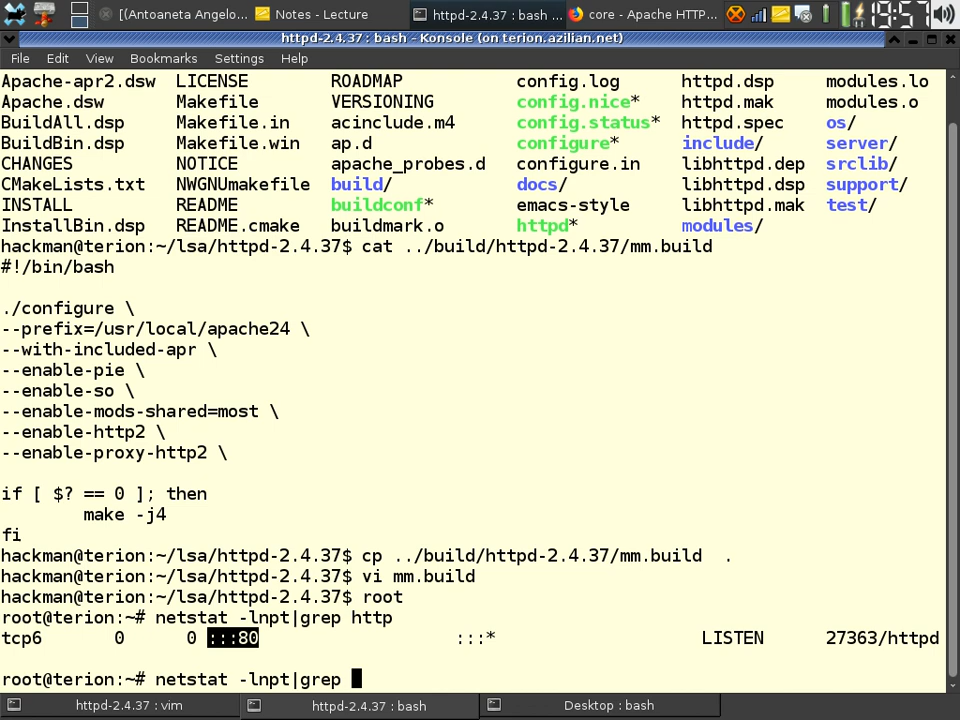 [(Antoaneta Angelo... Notes - Lecture httpd-2.4.37 : bash ... core - Apache HTTP... 18:57
httpd-2.4.37 : bash - Konsole (on terion.azilian.net)
File Edit View Bookmarks Settings Help
Apache-apr2.dsw LICENSE ROADMAP config.log httpd.dsp modules.lo
Apache.dsw Makefile VERSIONING config.nice* httpd.mak modules.o
BuildAll.dsp Makefile.in acinclude.m4 config.status* httpd.spec os/
BuildBin.dsp Makefile.win ap.d configure* include/ server/
CHANGES NOTICE apache_probes.d configure.in libhttpd.dep srclib/
CMakeLists.txt NWGNUmakefile build/ docs/ libhttpd.dsp support/
INSTALL README buildconf* emacs-style libhttpd.mak test/
InstallBin.dsp README.cmake buildmark.o httpd* modules/
hackman@terion:~/lsa/httpd-2.4.37$ cat ../build/httpd-2.4.37/mm.build
#!/bin/bash
./configure \
--prefix=/usr/local/apache24 \
--with-included-apr \
--enable-pie \
--enable-so \
--enable-mods-shared=most \
--enable-http2 \
--enable-proxy-http2 \
if [ $? == 0 ]; then
make -j4
fi
hackman@terion:~/lsa/httpd-2.4.37$ cp ../build/httpd-2.4.37/mm.build .
hackman@terion:~/lsa/httpd-2.4.37$ vi mm.build
hackman@terion:~/lsa/httpd-2.4.37$ root
root@terion:~# netstat -lnpt|grep http
tcp6 0 0 :::80 :::* LISTEN 27363/httpd
root@terion:~# netstat -lnpt|grep
httpd-2.4.37 : vim httpd-2.4.37 : bash Desktop : bash